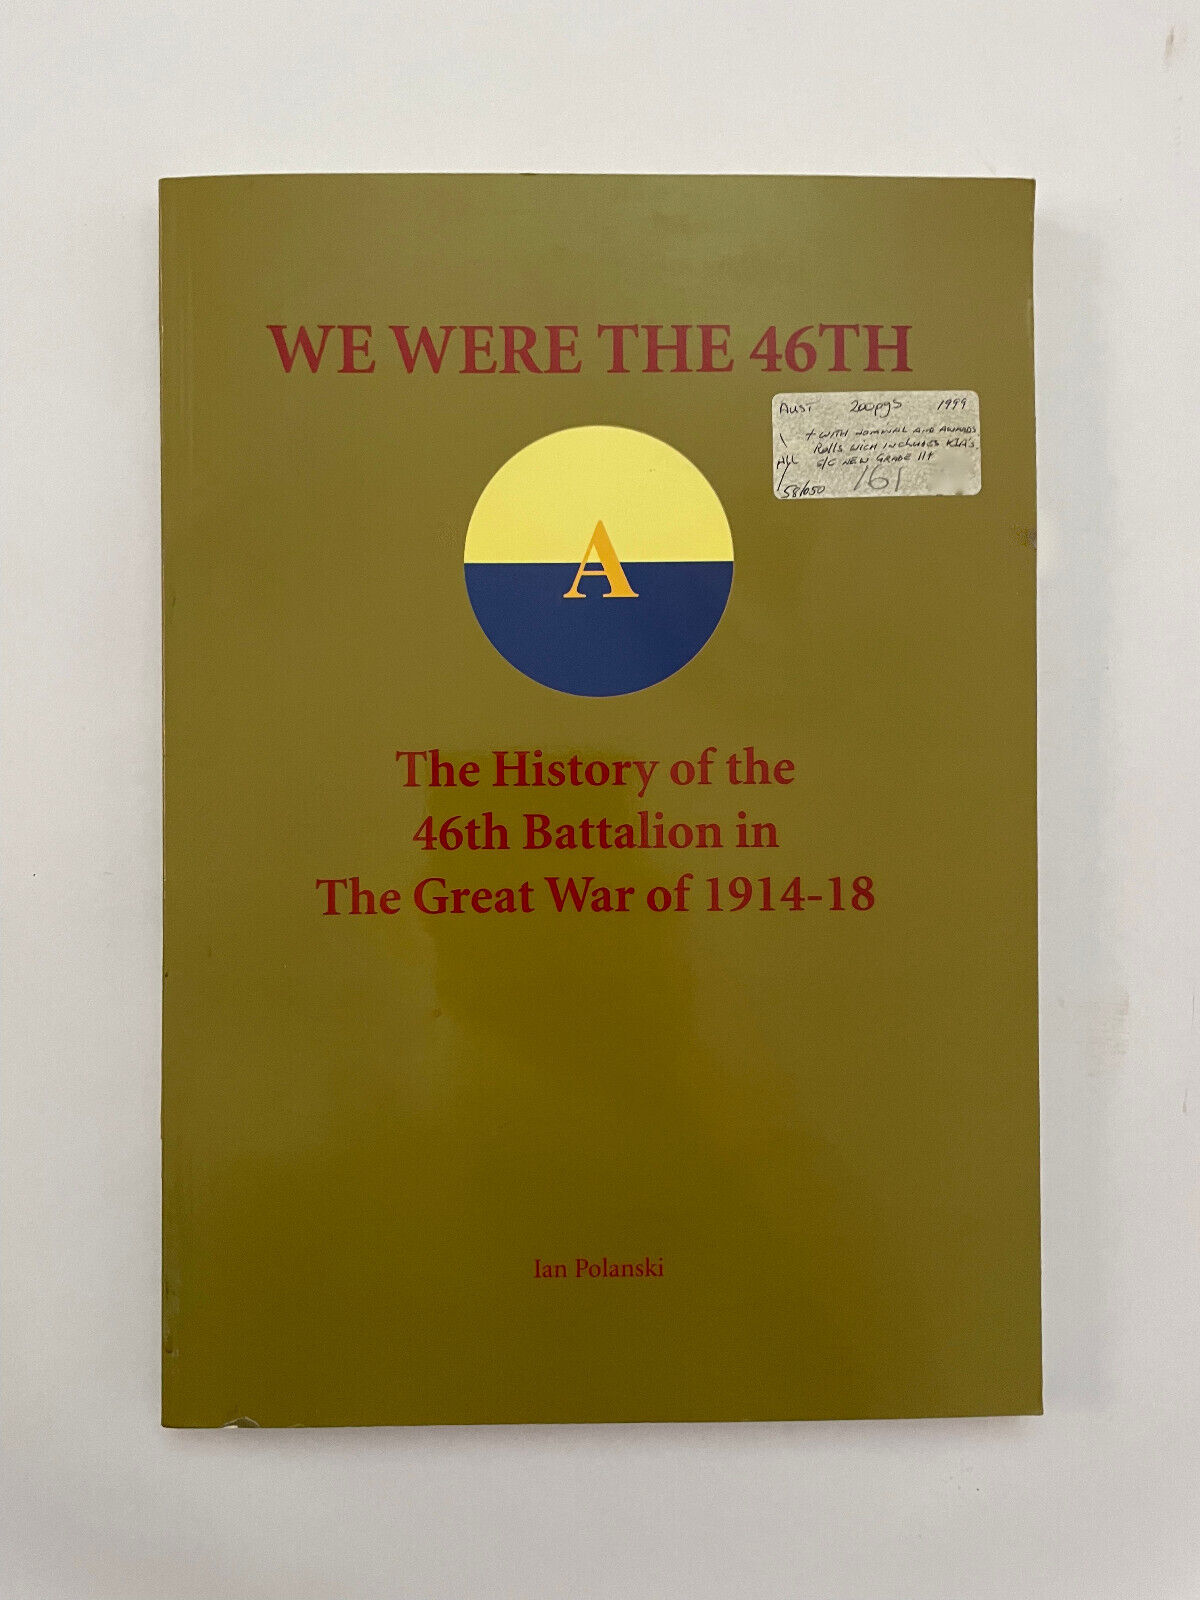 WE WERE THE 46TH
AUST 200pgS 1999
+ WITH NOMINAL AND AWARDS
Rolls WICH INCLUDES KIA'S.
S/C NEW GRADE 11+
58/050 161
A
The History of the
46th Battalion in
The Great War of 1914-18
Ian Polanski